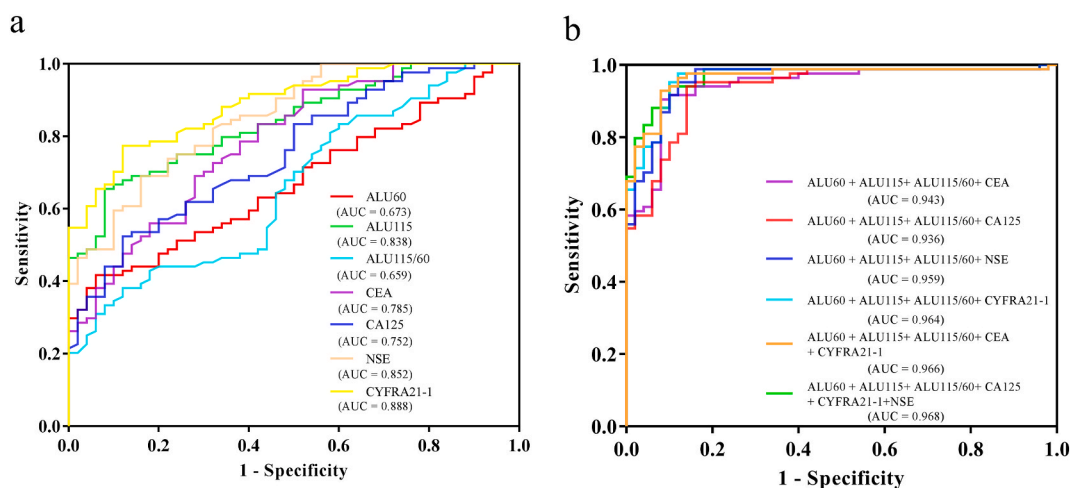 a
1.0
0.8
0.6
0.4
0.2
0.0
Sensitivity
0.0 0.2 0.4 0.6 0.8 1.0
1 - Specificity
ALU60
(AUC = 0.673)
ALU115
(AUC = 0.838)
ALU115/60
(AUC = 0.659)
CEA
(AUC = 0.785)
CA125
(AUC = 0.752)
NSE
(AUC = 0.852)
CYFRA21-1
(AUC = 0.888)
b
1.0
0.8
0.6
0.4
0.2
0.0
Sensitivity
0.0 0.2 0.4 0.6 0.8 1.0
1 - Specificity
ALU60 + ALU115+ ALU115/60+ CEA
(AUC = 0.943)
ALU60 + ALU115+ ALU115/60+ CA125
(AUC = 0.936)
ALU60 + ALU115+ ALU115/60+ NSE
(AUC = 0.959)
ALU60 + ALU115+ ALU115/60+ CYFRA21-1
(AUC = 0.964)
ALU60 + ALU115+ ALU115/60+ CEA
+ CYFRA21-1
(AUC = 0.966)
ALU60 + ALU115+ ALU115/60+ CA125
+ CYFRA21-1+NSE
(AUC = 0.968)